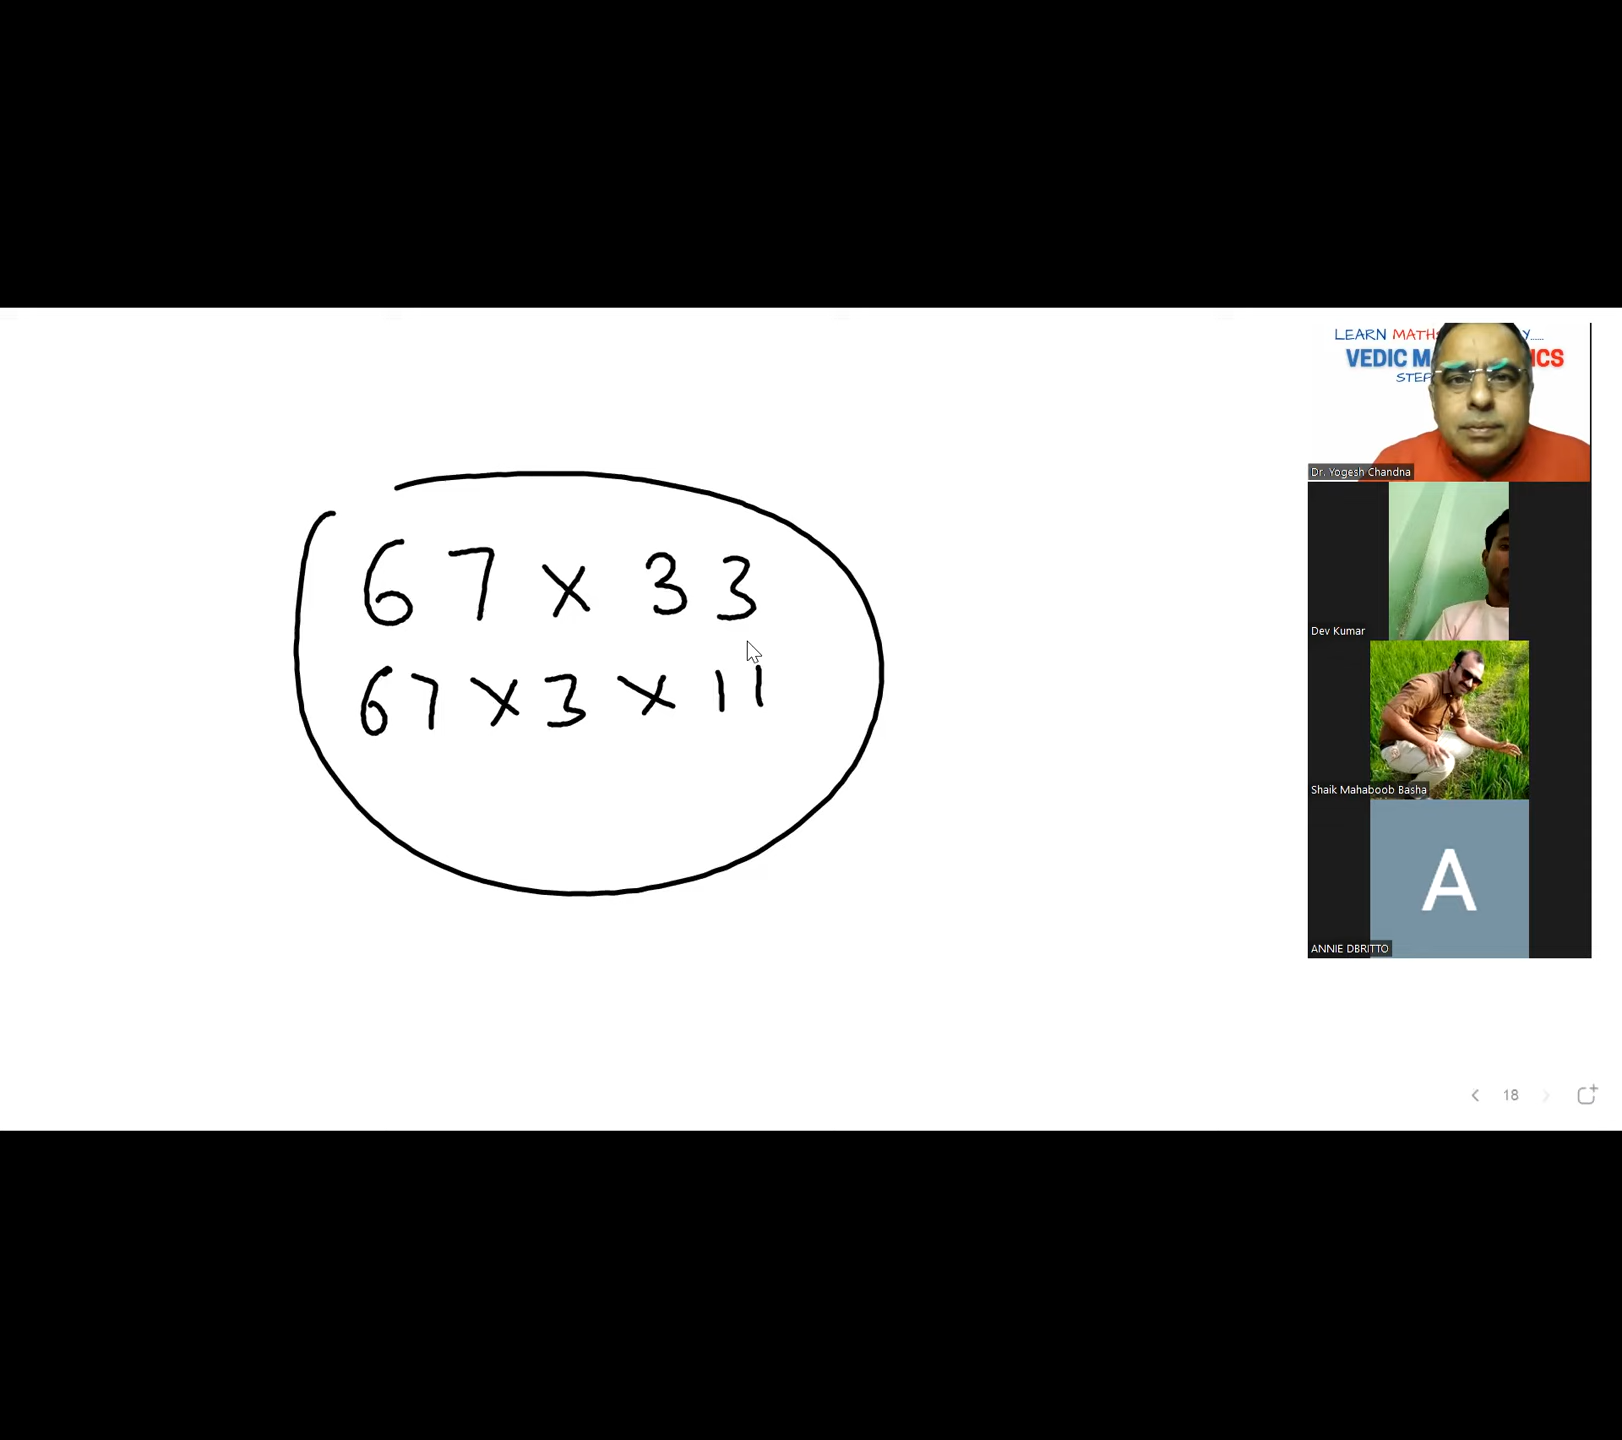 LEARN MATHS
VEDIC M ICS
67 x 33
67 x 3 x 11
Dr. Yogesh Chandna
Dev Kumar
Shaik Mahaboob Basha
A
ANNIE DBRITTO
18